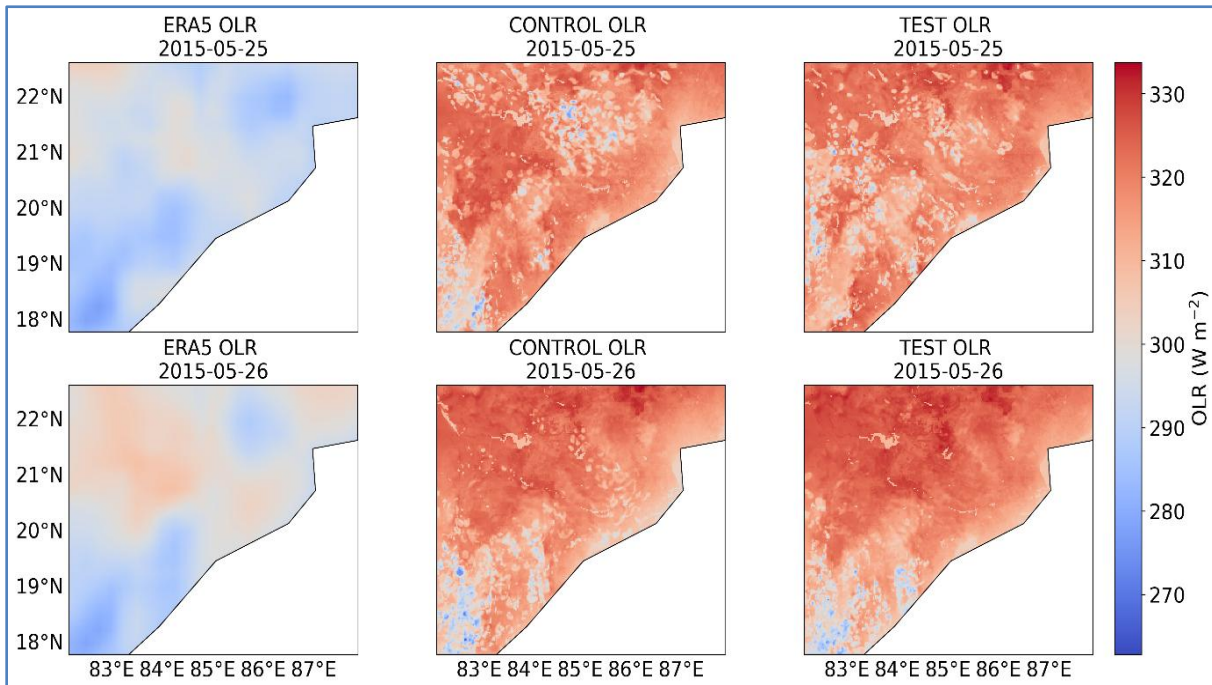 ERA5 OLR
2015-05-25
CONTROL OLR
2015-05-25
TEST OLR
2015-05-25
22°N
21°N
20°N
19°N
18°N
ERA5 OLR
2015-05-26
CONTROL OLR
2015-05-26
TEST OLR
2015-05-26
22°N
21°N
20°N
19°N
18°N
83°E 84°E 85°E 86°E 87°E
83°E 84°E 85°E 86°E 87°E
83°E 84°E 85°E 86°E 87°E
330
320
310
300
290
280
270
OLR (W m⁻²)